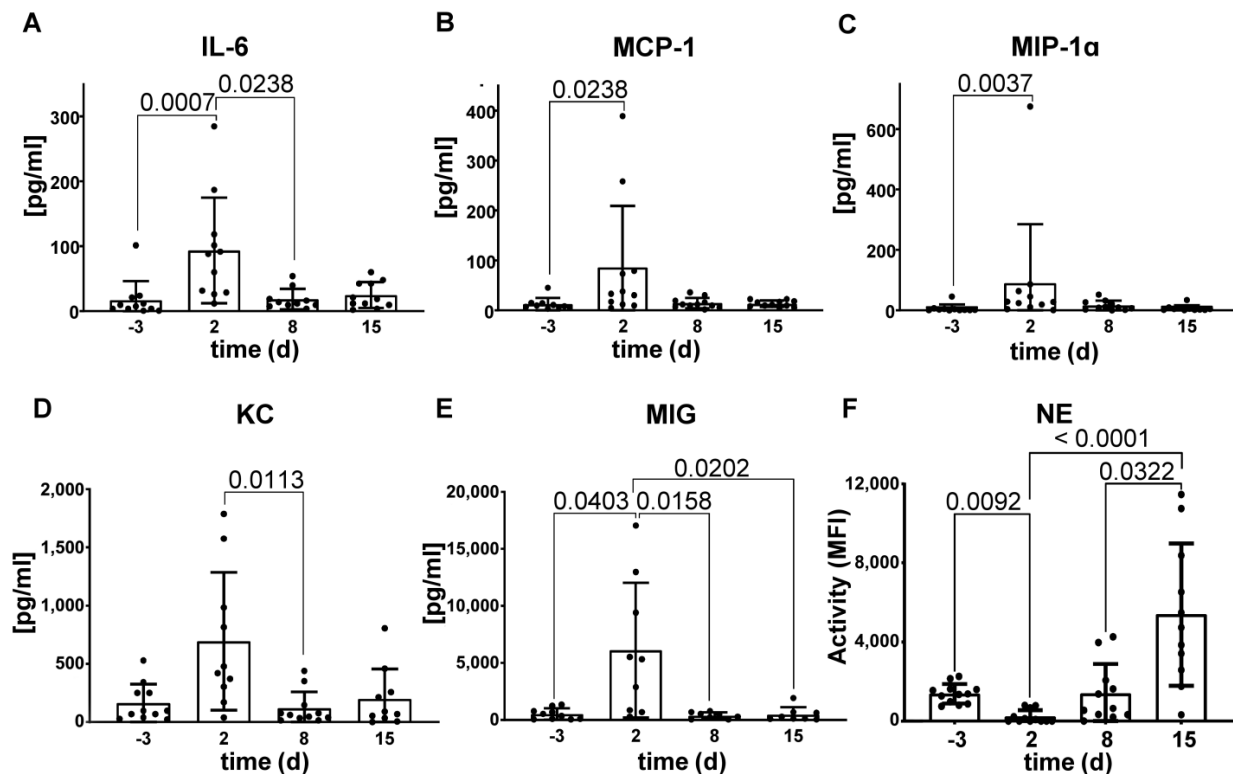 A
IL-6
0.0007
0.0238
[pg/ml]
300
200
100
0
-3
2
8
15
time (d)
B
MCP-1
0.0238
[pg/ml]
400
300
200
100
0
-3
2
8
15
time (d)
C
MIP-1α
0.0037
[pg/ml]
600
400
200
0
-3
2
8
15
time (d)
D
KC
0.0113
[pg/ml]
2,000
1,500
1,000
500
0
-3
2
8
15
time (d)
E
MIG
0.0202
0.0403
0.0158
[pg/ml]
20,000
15,000
10,000
5,000
0
-3
2
8
15
time (d)
F
NE
< 0.0001
0.0322
0.0092
Activity (MFI)
12,000
8,000
4,000
0
-3
2
8
15
time (d)